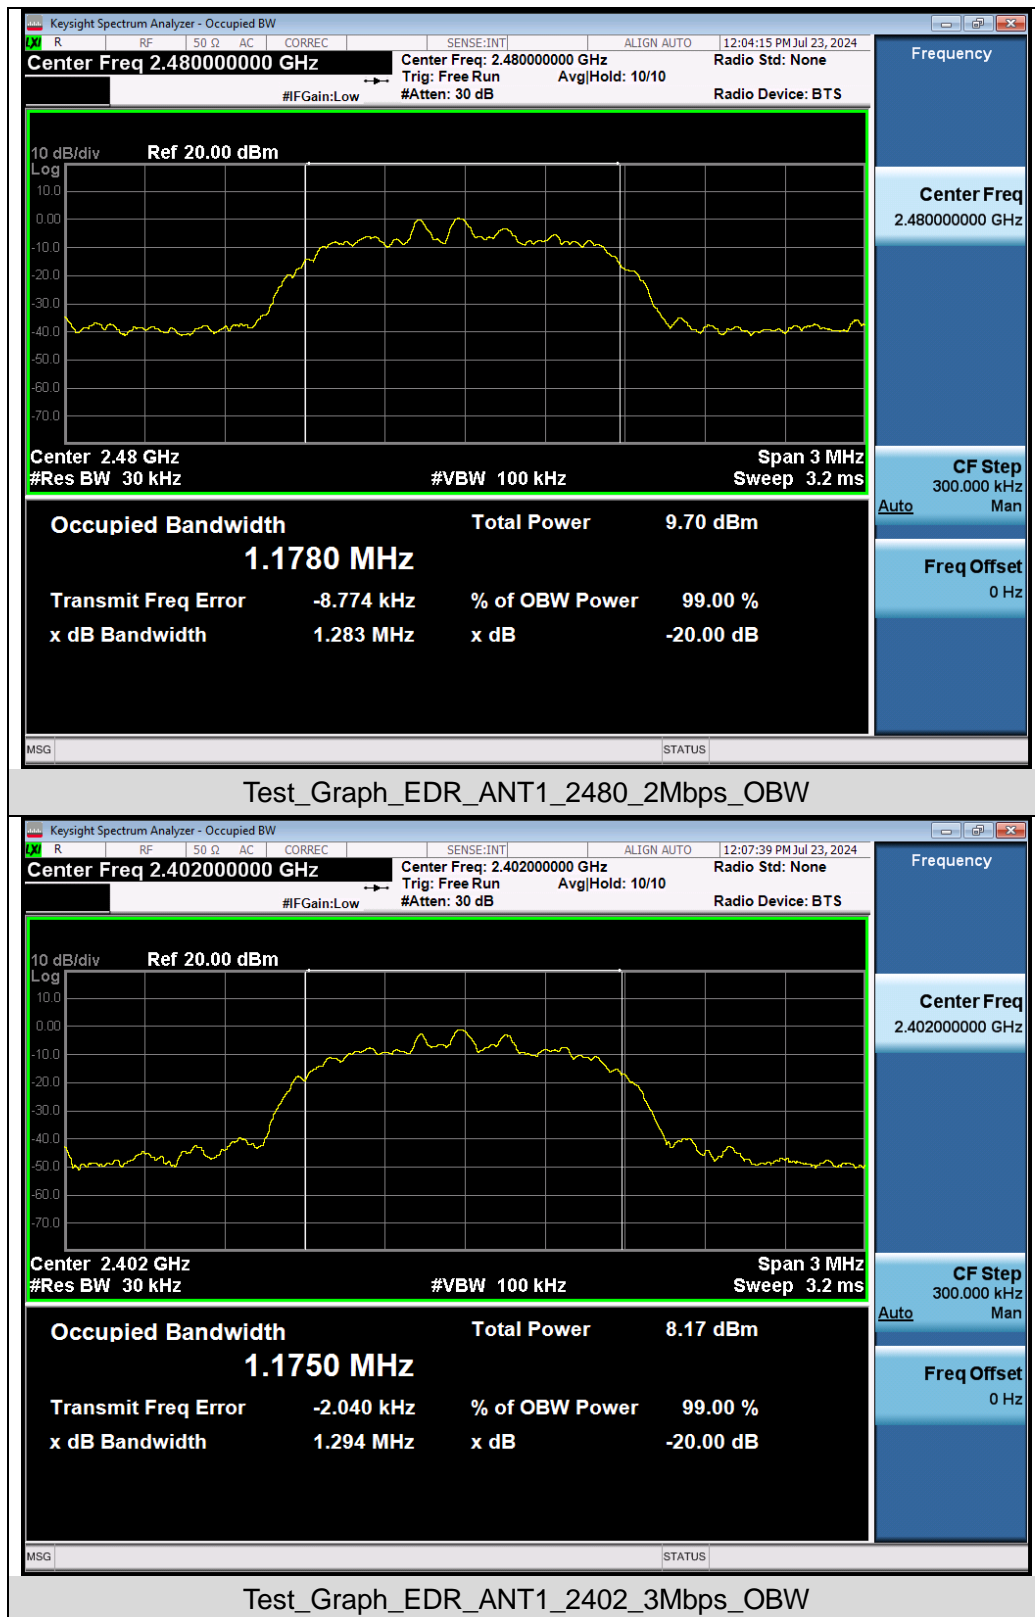 Keysight Spectrum Analyzer - Occupied BW
LXI R RF 50 Ω AC CORREC SENSE:INT ALIGN AUTO 12:04:15 PM Jul 23, 2024
Center Freq 2.480000000 GHz
Center Freq: 2.480000000 GHz
Radio Std: None
Trig: Free Run Avg|Hold: 10/10
#IFGain:Low #Atten: 30 dB Radio Device: BTS
10 dB/div Ref 20.00 dBm
Log
10.0
0.00
-10.0
-20.0
-30.0
-40.0
-50.0
-60.0
-70.0
Center 2.48 GHz Span 3 MHz
#Res BW 30 kHz #VBW 100 kHz Sweep 3.2 ms
Occupied Bandwidth Total Power 9.70 dBm
1.1780 MHz
Transmit Freq Error -8.774 kHz % of OBW Power 99.00 %
x dB Bandwidth 1.283 MHz x dB -20.00 dB
MSG STATUS
Frequency
Center Freq
2.480000000 GHz
CF Step
300.000 kHz
Auto Man
Freq Offset
0 Hz
Test_Graph_EDR_ANT1_2480_2Mbps_OBW
Keysight Spectrum Analyzer - Occupied BW
LXI R RF 50 Ω AC CORREC SENSE:INT ALIGN AUTO 12:07:39 PM Jul 23, 2024
Center Freq 2.402000000 GHz
Center Freq: 2.402000000 GHz
Radio Std: None
Trig: Free Run Avg|Hold: 10/10
#IFGain:Low #Atten: 30 dB Radio Device: BTS
10 dB/div Ref 20.00 dBm
Log
10.0
0.00
-10.0
-20.0
-30.0
-40.0
-50.0
-60.0
-70.0
Center 2.402 GHz Span 3 MHz
#Res BW 30 kHz #VBW 100 kHz Sweep 3.2 ms
Occupied Bandwidth Total Power 8.17 dBm
1.1750 MHz
Transmit Freq Error -2.040 kHz % of OBW Power 99.00 %
x dB Bandwidth 1.294 MHz x dB -20.00 dB
MSG STATUS
Frequency
Center Freq
2.402000000 GHz
CF Step
300.000 kHz
Auto Man
Freq Offset
0 Hz
Test_Graph_EDR_ANT1_2402_3Mbps_OBW